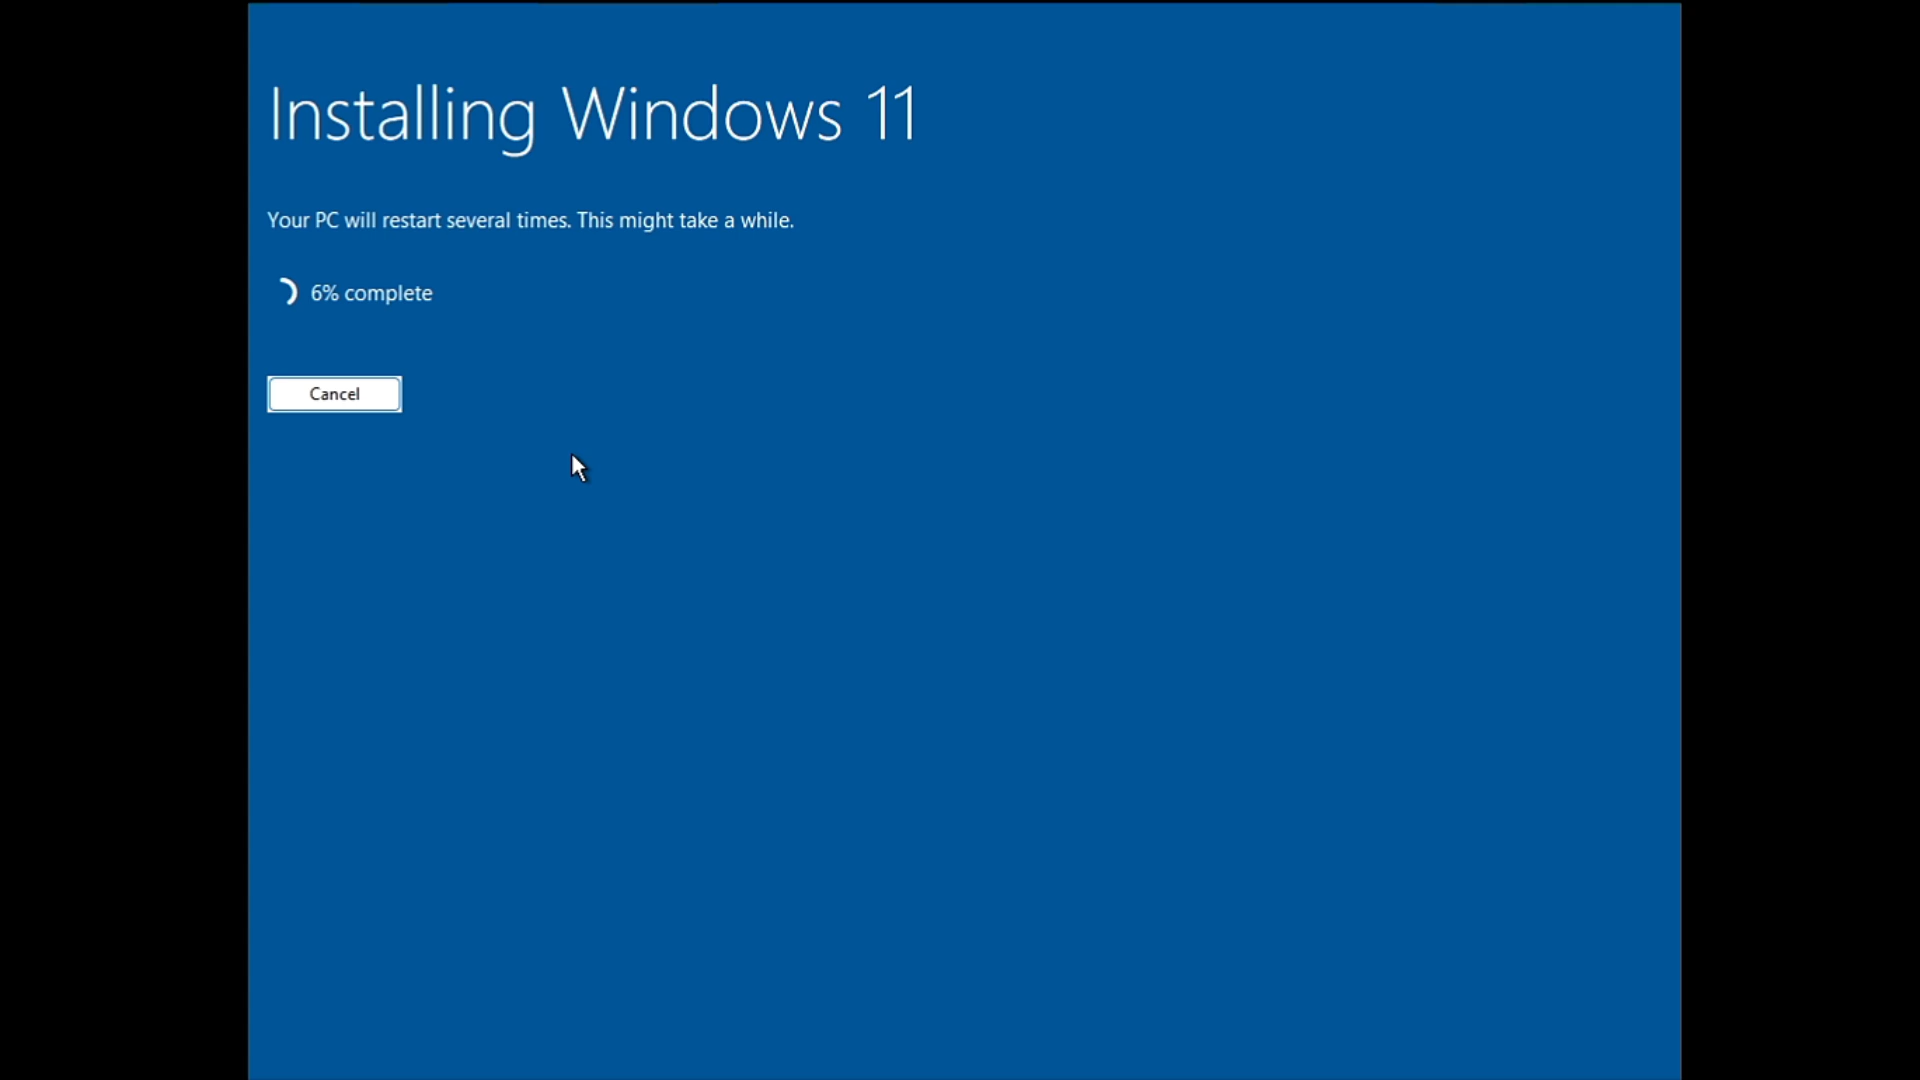 Installing Windows 11
Your PC will restart several times. This might take a while.
6% complete
Cancel